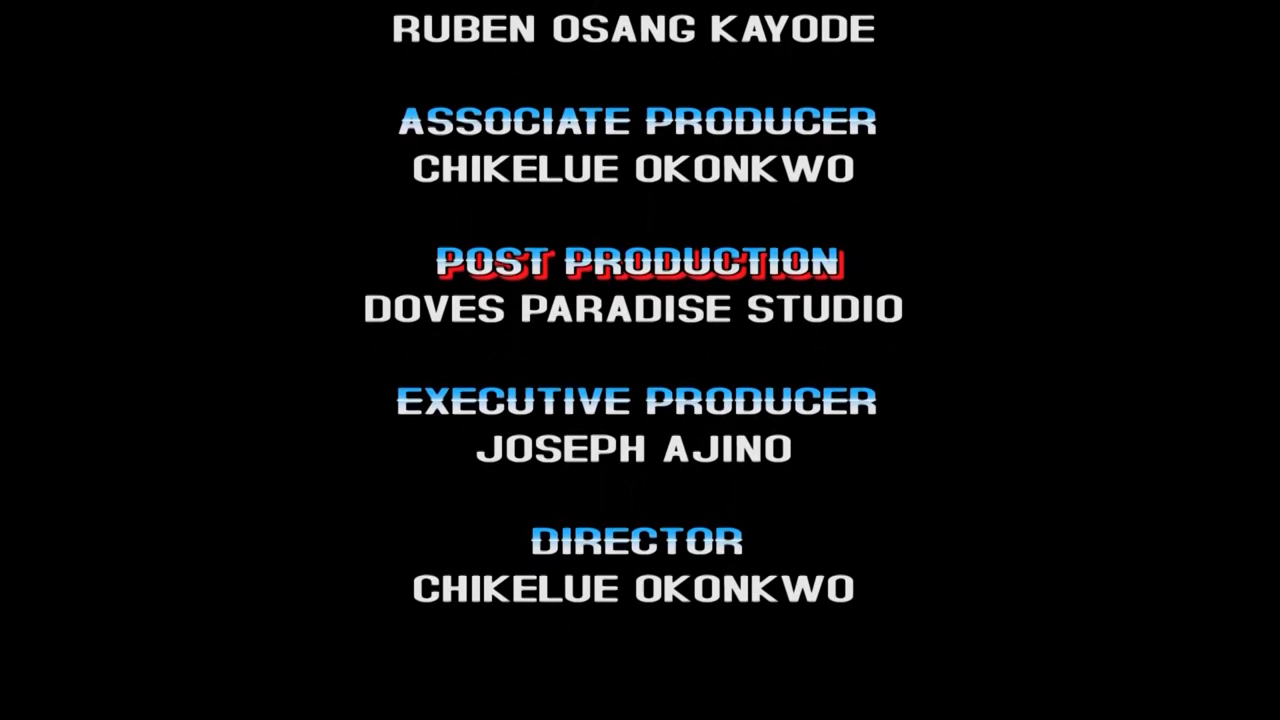 RUBEN OSANG KAYODE
ASSOCIATE PRODUCER
CHIKELUE OKONKWO
POST PRODUCTION
DOVES PARADISE STUDIO
EXECUTIVE PRODUCER
JOSEPH AJINO
DIRECTOR
CHIKELUE OKONKWO